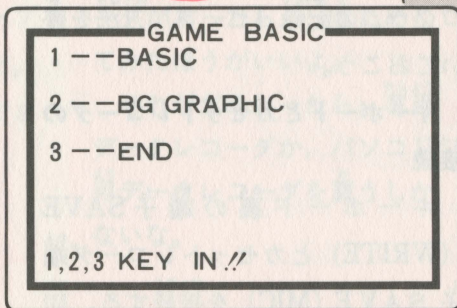 GAME BASIC
1 --BASIC
2 --BG GRAPHIC
3 --END
1,2,3 KEY IN!!